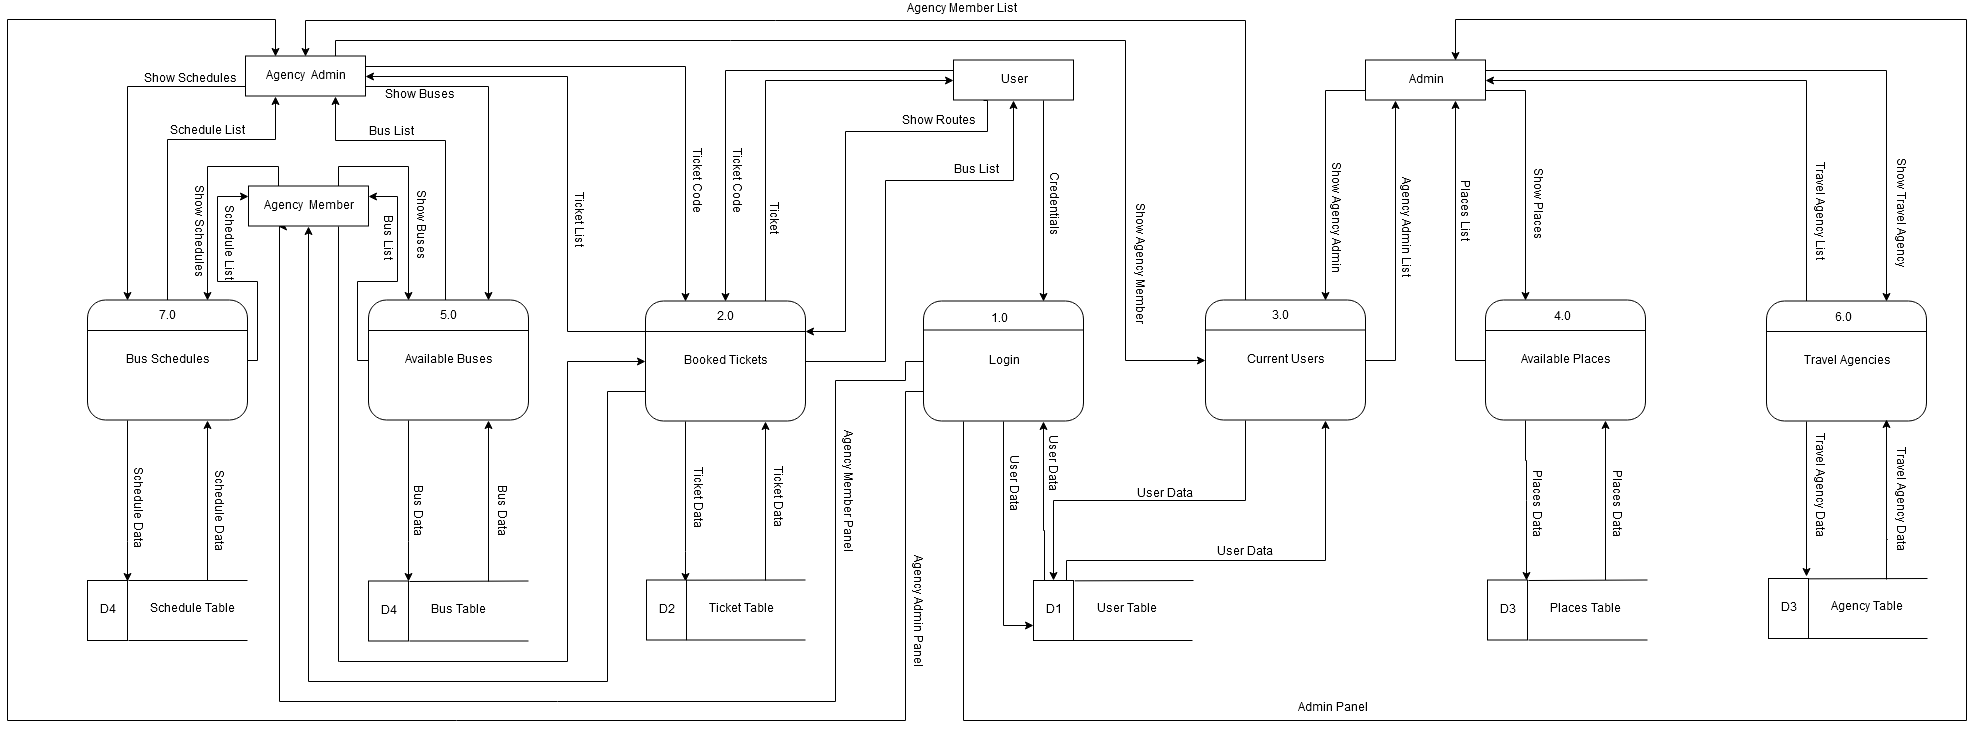 Agency Member List
Agency Admin
User
Admin
Show Schedules
Show Buses
Schedule List
Bus List
Show Routes
Bus List
Agency Member
Show Schedules
Schedule List
Bus List
Show Buses
Ticket List
Ticket Code
Ticket Code
Ticket
Credentials
Show Agency Member
Show Agency Admin
Agency Admin List
Places List
Show Places
Travel Agency List
Show Travel Agency
7.0
Bus Schedules
5.0
Available Buses
2.0
Booked Tickets
1.0
Login
3.0
Current Users
4.0
Available Places
6.0
Travel Agencies
Schedule Data
Schedule Data
Bus Data
Bus Data
Ticket Data
Ticket Data
Agency Member Panel
Agency Admin Panel
User Data
User Data
User Data
User Data
Places Data
Places Data
Travel Agency Data
Travel Agency Data
D4
Schedule Table
D4
Bus Table
D2
Ticket Table
D1
User Table
D3
Places Table
D3
Agency Table
Admin Panel